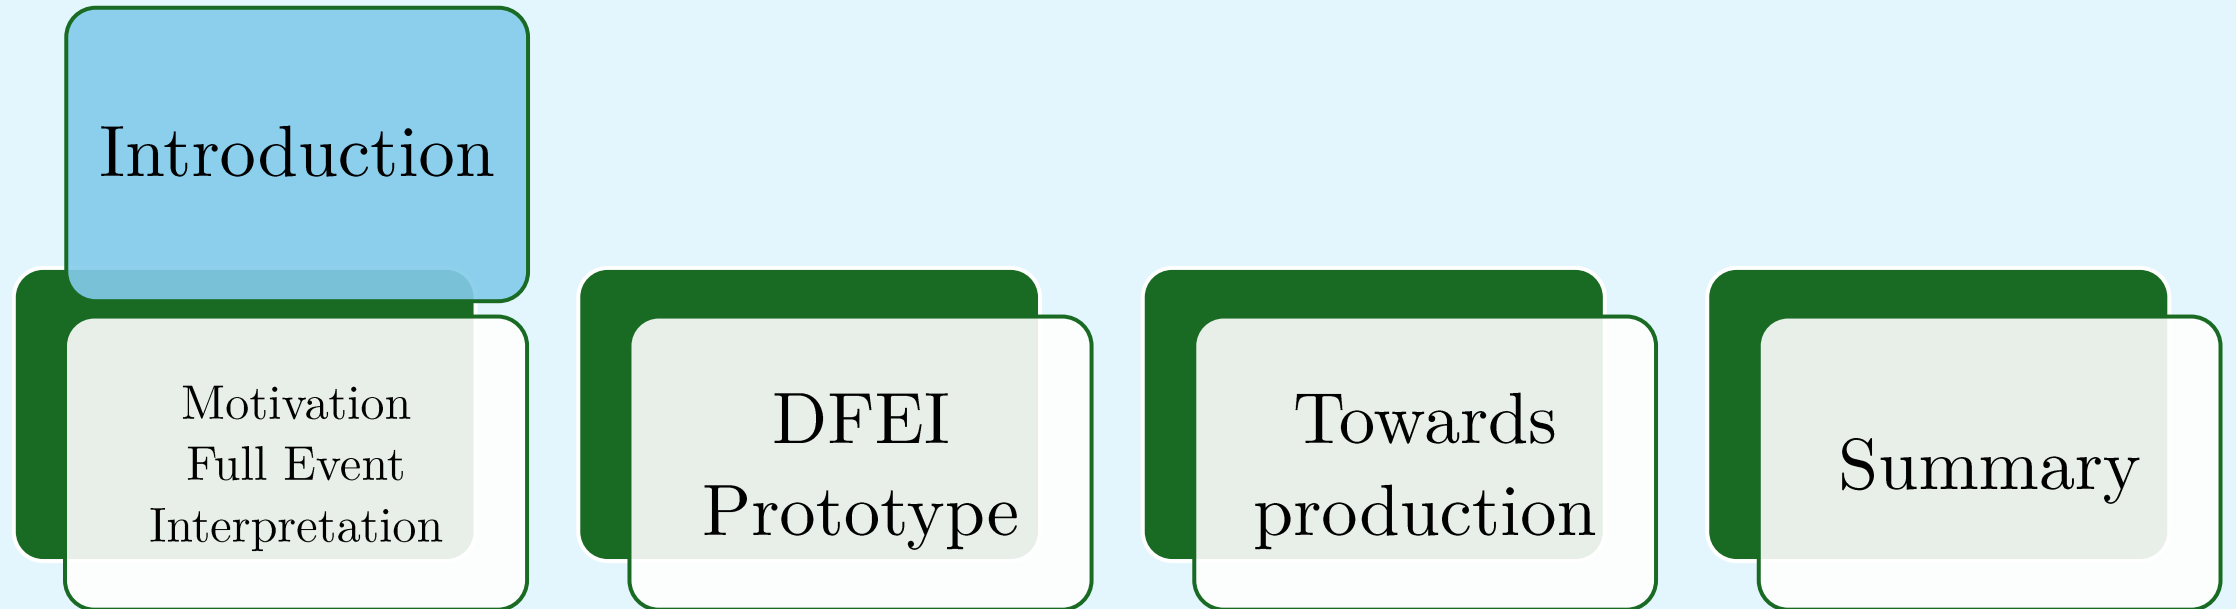 Introduction
Motivation
Full Event
Interpretation
DFEI
Prototype
Towards
production
Summary